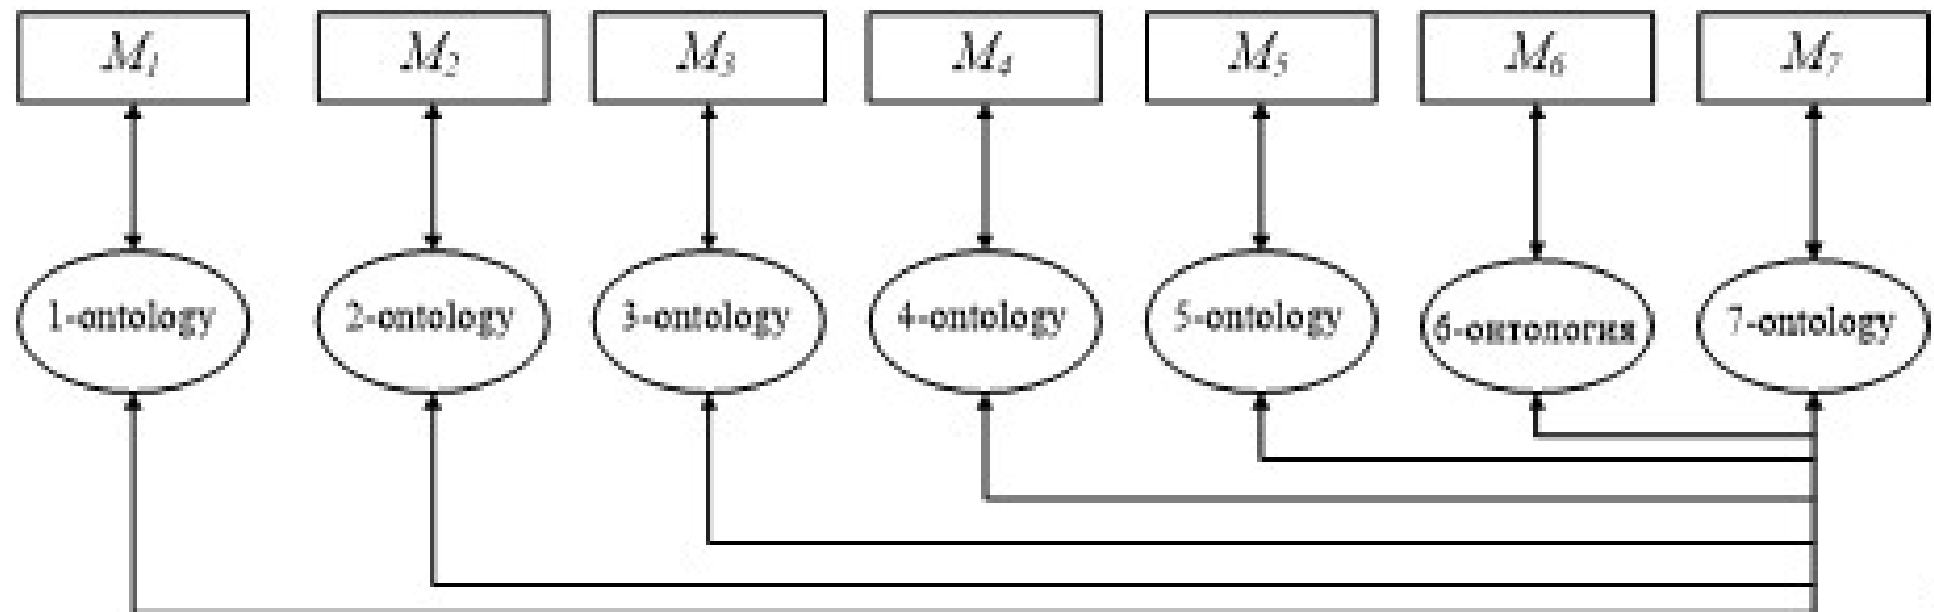 M₁ M₂ M₃ M₄ M₅ M₆ M₇
1-ontology 2-ontology 3-ontology 4-ontology 5-ontology 6-онтология 7-ontology